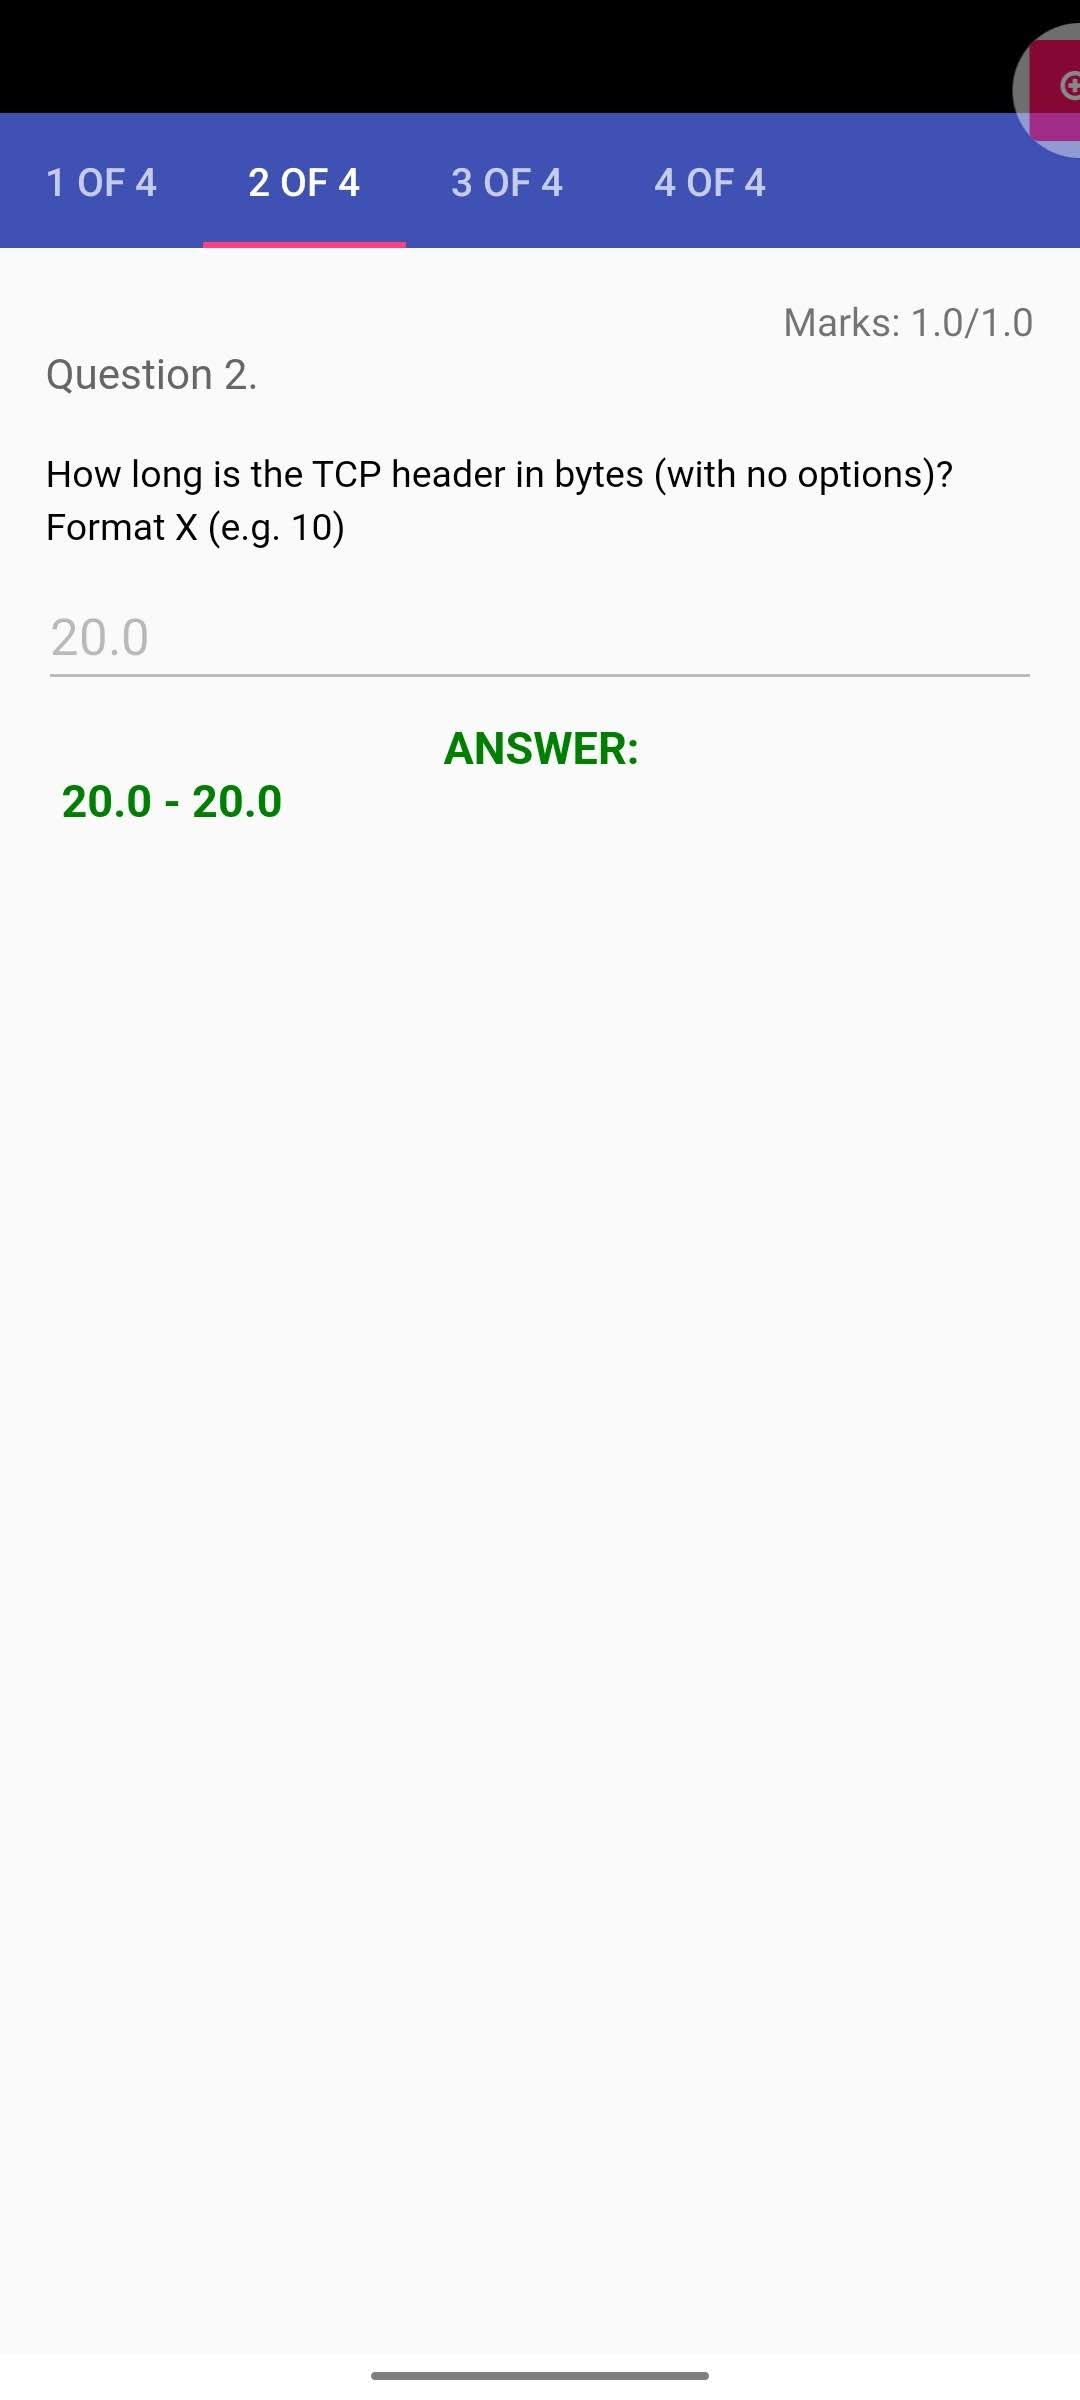 1 OF 4 2 OF 4 3 OF 4 4 OF 4
Marks: 1.0/1.0
Question 2.
How long is the TCP header in bytes (with no options)?
Format X (e.g. 10)
20.0
ANSWER:
20.0 - 20.0